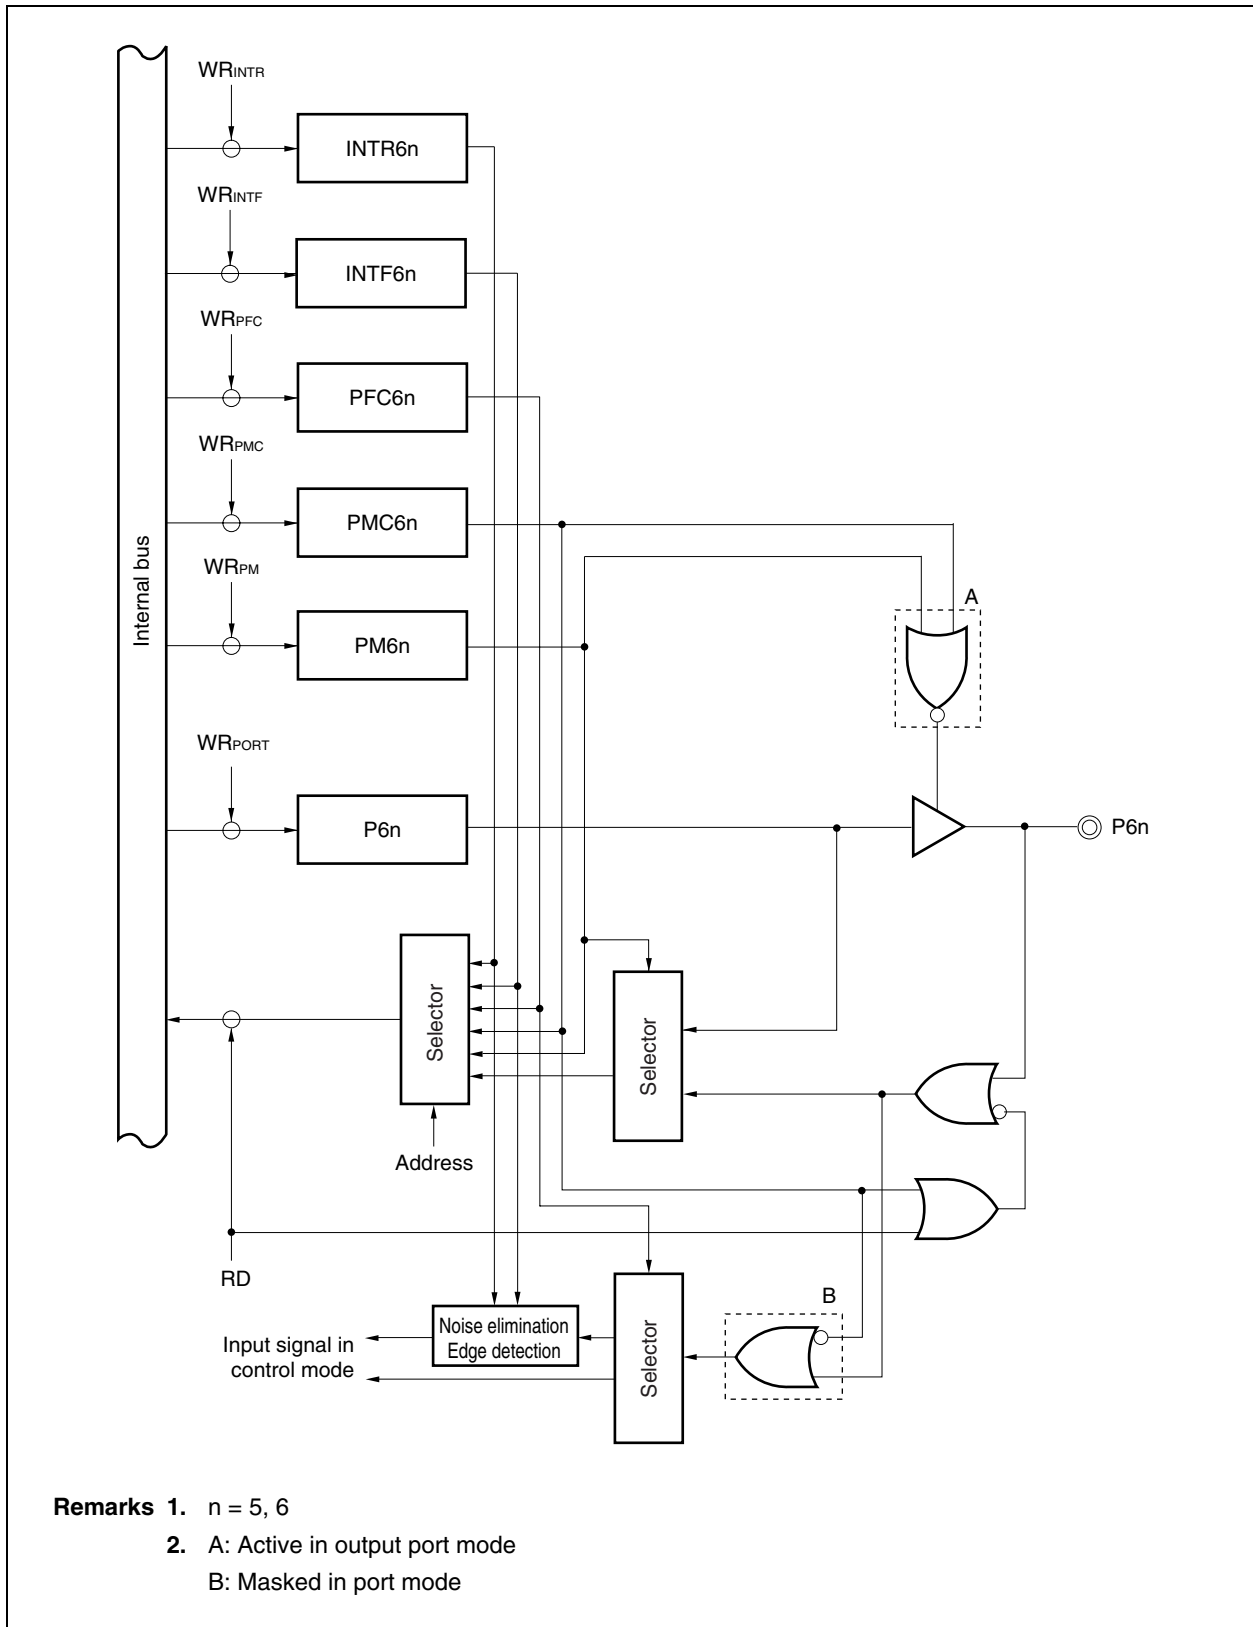 WRINTR
INTR6n
WRINTF
INTF6n
WRPFC
PFC6n
WRPMC
PMC6n
WRPM
PM6n
A
Internal bus
WRPORT
P6n
P6n
Selector
Selector
Address
RD
Noise elimination
Edge detection
Input signal in
control mode
Selector
B
Remarks 1. n = 5, 6
2. A: Active in output port mode
B: Masked in port mode